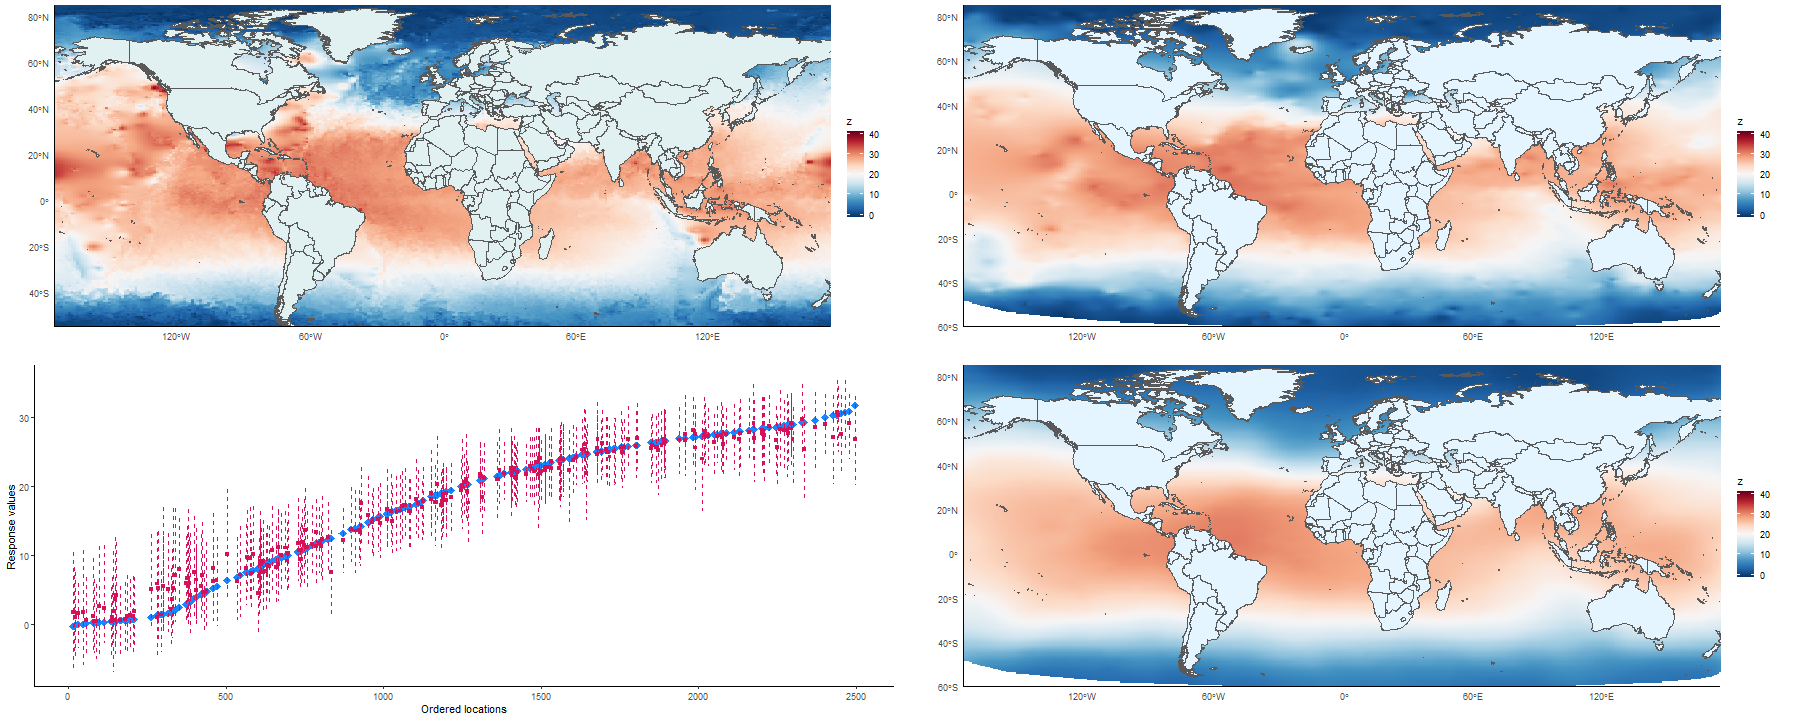 80°N
60°N
40°N
20°N
0°
20°S
40°S
120°W
60°W
0°
60°E
120°E
z
40
30
20
10
0
80°N
60°N
40°N
20°N
0°
20°S
40°S
60°S
120°W
60°W
0°
60°E
120°E
z
40
30
20
10
0
Response values
30
20
10
0
0
500
1000
1500
2000
2500
Ordered locations
80°N
60°N
40°N
20°N
0°
20°S
40°S
60°S
120°W
60°W
0°
60°E
120°E
z
40
30
20
10
0